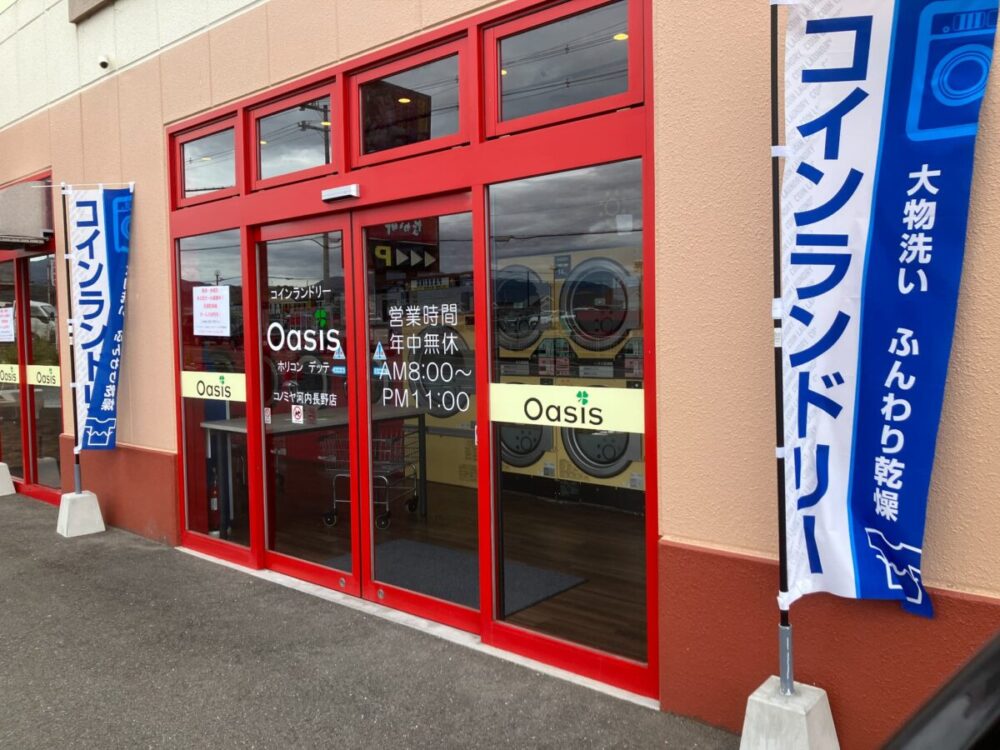 コインランドリー
Oasis
Oasis
Oasis
コインランドリー
Oasis
ホリコン デッテ
コノミヤ河内長野店
P
営業時間
年中無休
AM8:00～
PM11:00
Oasis
コインランドリー
大物洗い ふんわり乾燥